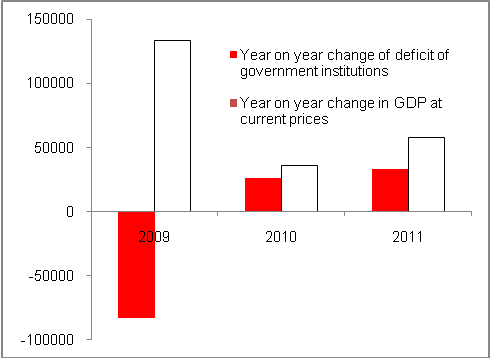 150000
100000
50000
0
-50000
-100000
Year on year change of deficit of
government institutions
Year on year change in GDP at
current prices
2009 2010 2011